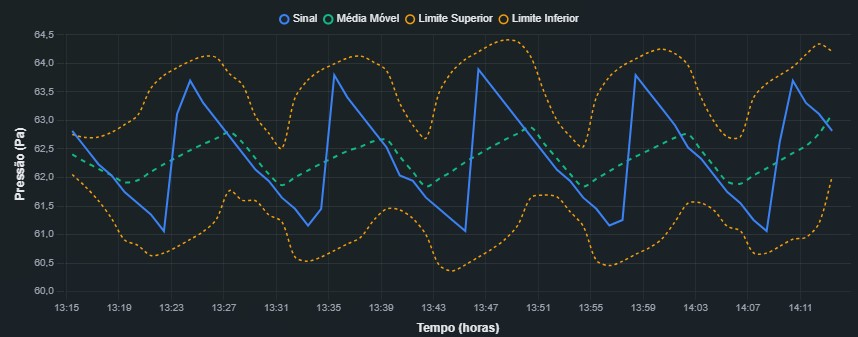 Sinal Média Móvel Limite Superior Limite Inferior
64,5
64,0
63,5
63,0
62,5
62,0
61,5
61,0
60,5
60,0
Pressão (Pa)
13:15 13:19 13:23 13:27 13:31 13:35 13:39 13:43 13:47 13:51 13:55 13:59 14:03 14:07 14:11
Tempo (horas)